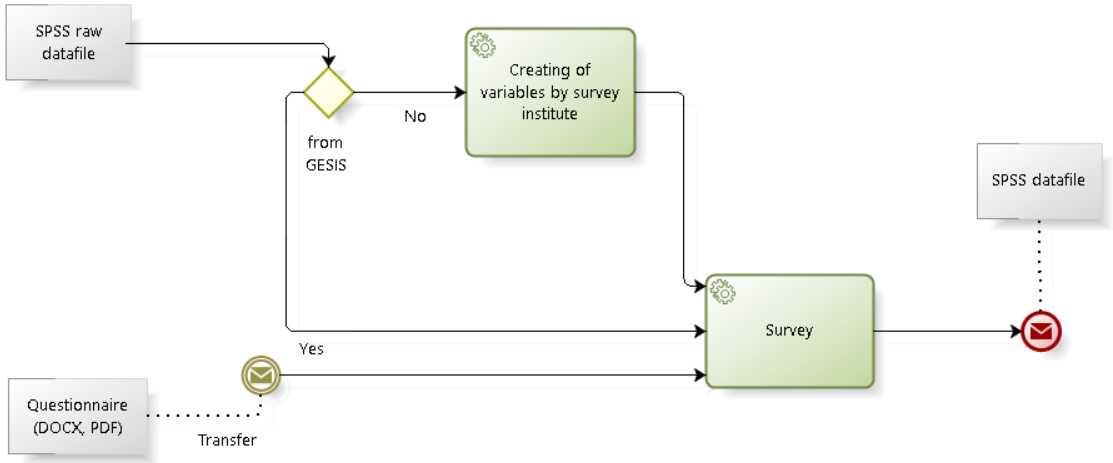 SPSS raw
datafile
Creating of
variables by survey
institute
No
from
GESIS
SPSS datafile
Survey
Yes
Questionnaire
(DOCX, PDF)
Transfer